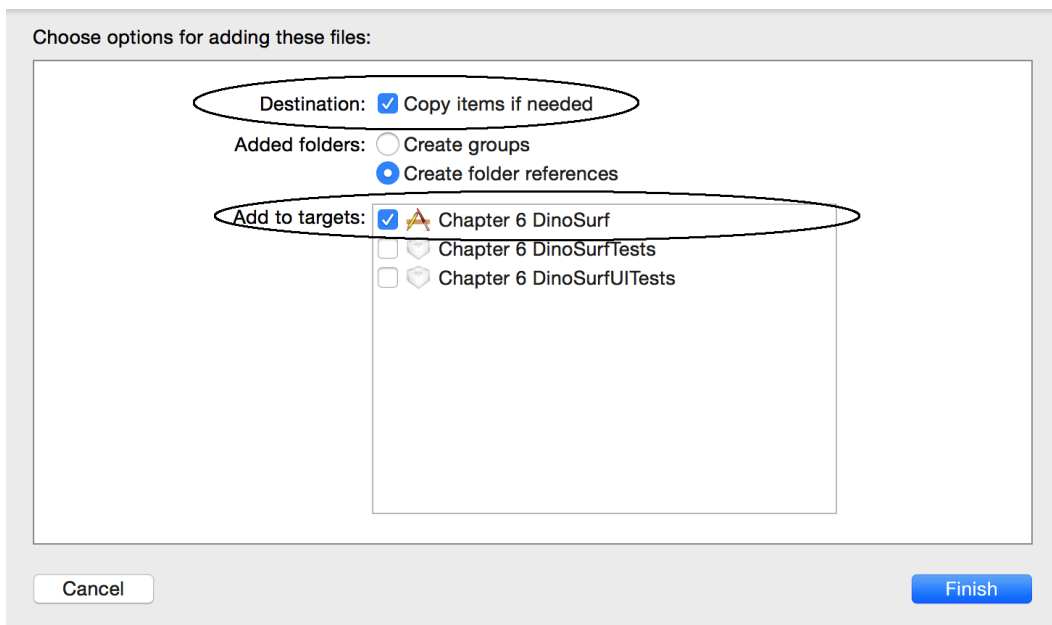 Choose options for adding these files:
Destination: Copy items if needed
Added folders: Create groups
Create folder references
Add to targets: Chapter 6 DinoSurf
Chapter 6 DinoSurfTests
Chapter 6 DinoSurfUITests
Cancel Finish